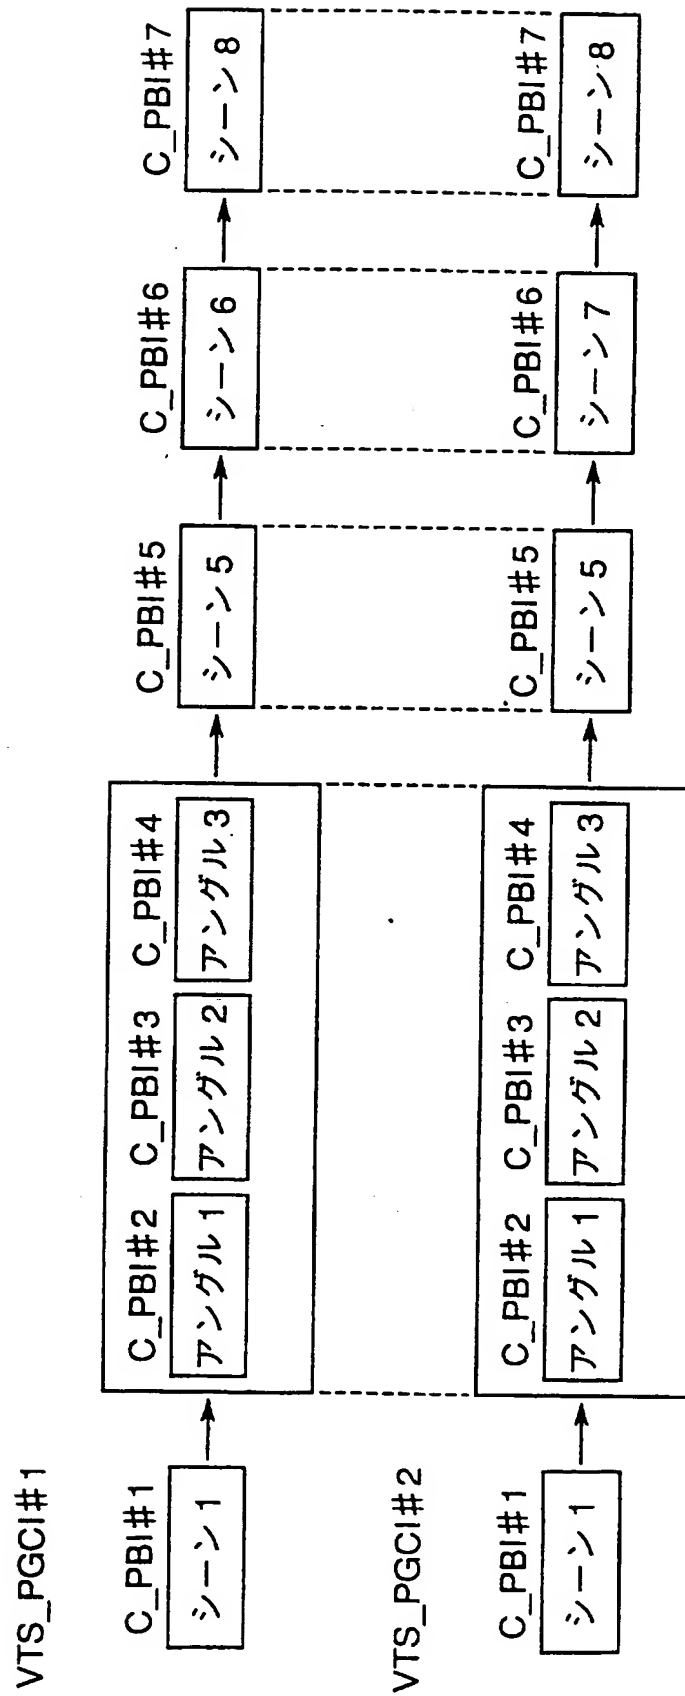 VTS_PGCI#1
C_PBI#1
シーン1
C_PBI#2
アングル1
C_PBI#3
アングル2
C_PBI#4
アングル3
C_PBI#5
シーン5
C_PBI#6
シーン6
C_PBI#7
シーン8
VTS_PGCI#2
C_PBI#1
シーン1
C_PBI#2
アングル1
C_PBI#3
アングル2
C_PBI#4
アングル3
C_PBI#5
シーン5
C_PBI#6
シーン7
C_PBI#7
シーン8